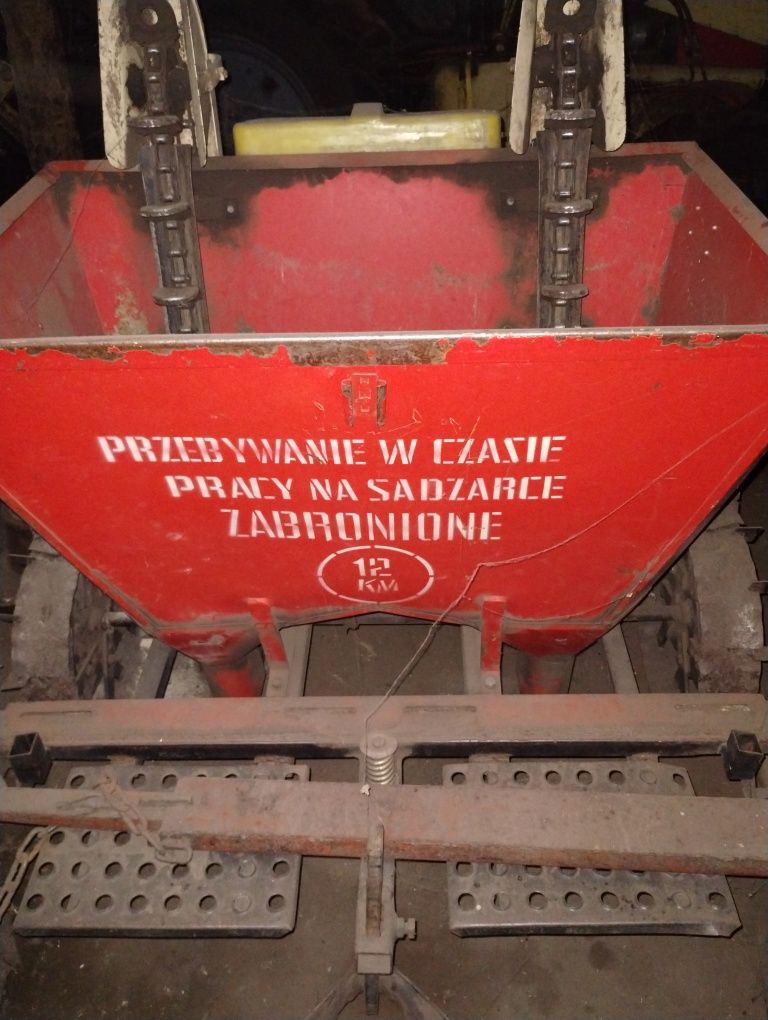 PRZEBYWANIE W CZASIE
PRACY NA SADZARCE
ZABRONIONE
12
KM